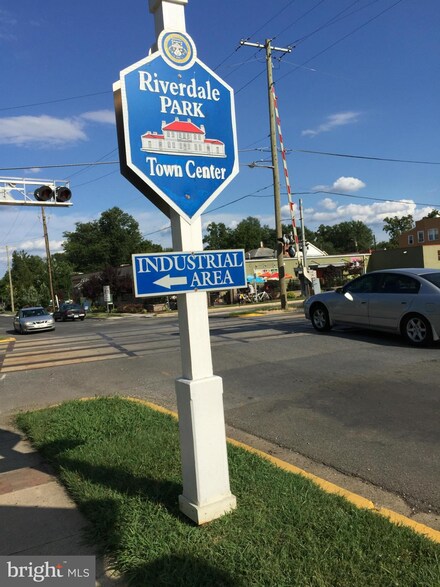 Riverdale
PARK
Town Center
INDUSTRIAL
AREA
bright MLS